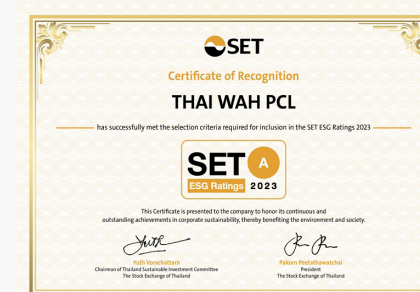 SET
Certificate of Recognition
THAI WAH PCL
has successfully met the selection criteria required for inclusion in the SET ESG Ratings 2023
SET A
ESG Ratings 2023
This Certificate is presented to the company to honor its continuous and
outstanding achievements in corporate sustainability, thereby benefiting the environment and society.
Yuth Vorachattarn
Chairman of Thailand Sustainable Investment Committee
The Stock Exchange of Thailand
Pakorn Peetathawatchai
President
The Stock Exchange of Thailand